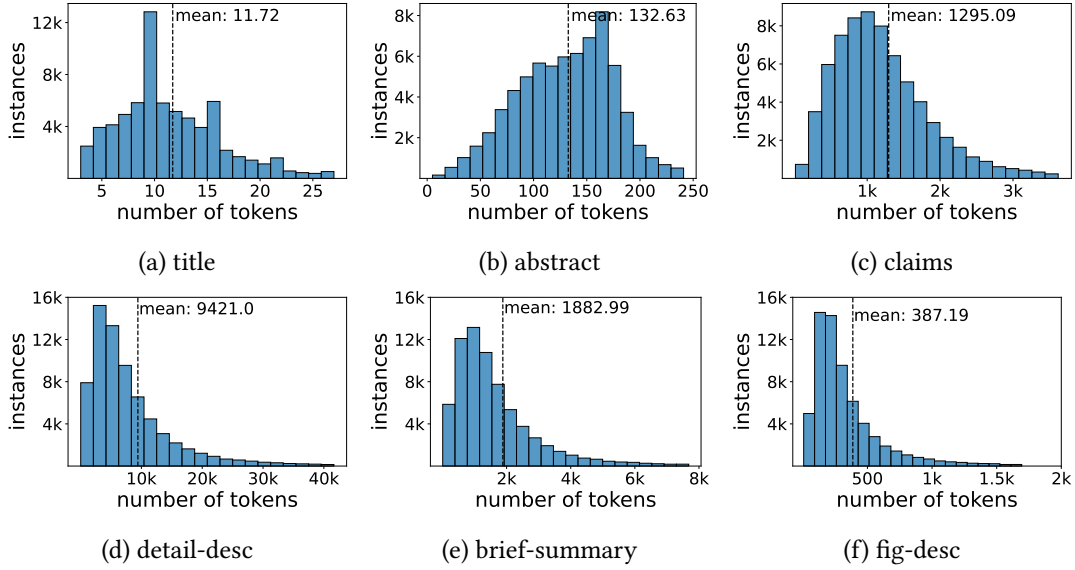 12k
8k
4k
instances
mean: 11.72
5 10 15 20 25
number of tokens
(a) title
8k
6k
4k
2k
instances
mean: 132.63
0 50 100 150 200 250
number of tokens
(b) abstract
8k
6k
4k
2k
instances
mean: 1295.09
1k 2k 3k
number of tokens
(c) claims
16k
12k
8k
4k
instances
mean: 9421.0
10k 20k 30k 40k
number of tokens
(d) detail-desc
16k
12k
8k
4k
instances
mean: 1882.99
2k 4k 6k 8k
number of tokens
(e) brief-summary
16k
12k
8k
4k
instances
mean: 387.19
500 1k 1.5k 2k
number of tokens
(f) fig-desc